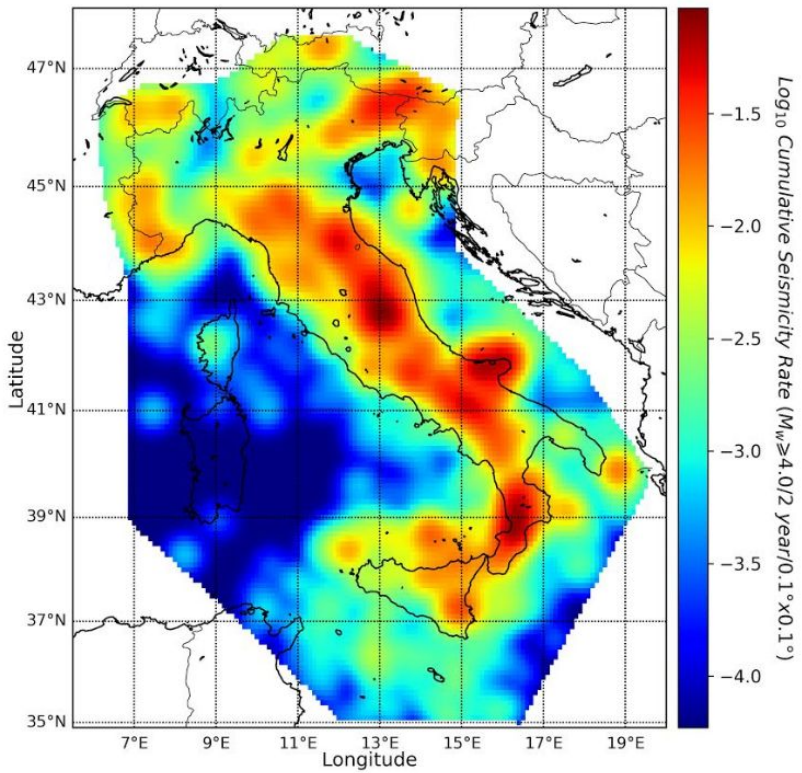 47°N
45°N
43°N
41°N
39°N
37°N
35°N
Latitude
7°E 9°E 11°E 13°E 15°E 17°E 19°E
Longitude
−1.5
−2.0
−2.5
−3.0
−3.5
−4.0
Log₁₀ Cumulative Seismicity Rate (M_w≥4.0/2 year/0.1°x0.1°)